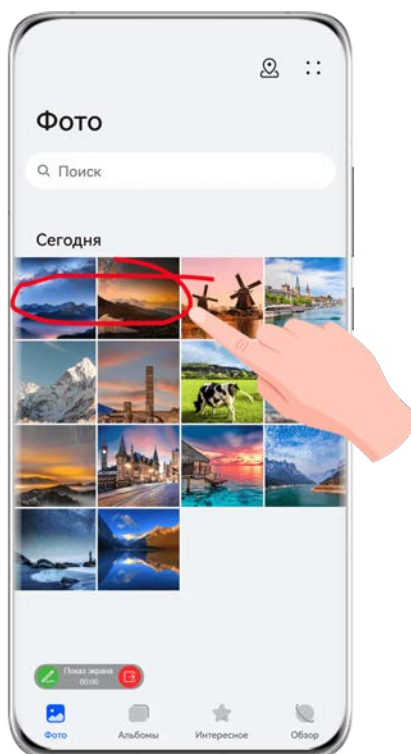 Фото
Поиск
Сегодня
Показ экрана
00:00
Фото
Альбомы
Интересное
Обзор